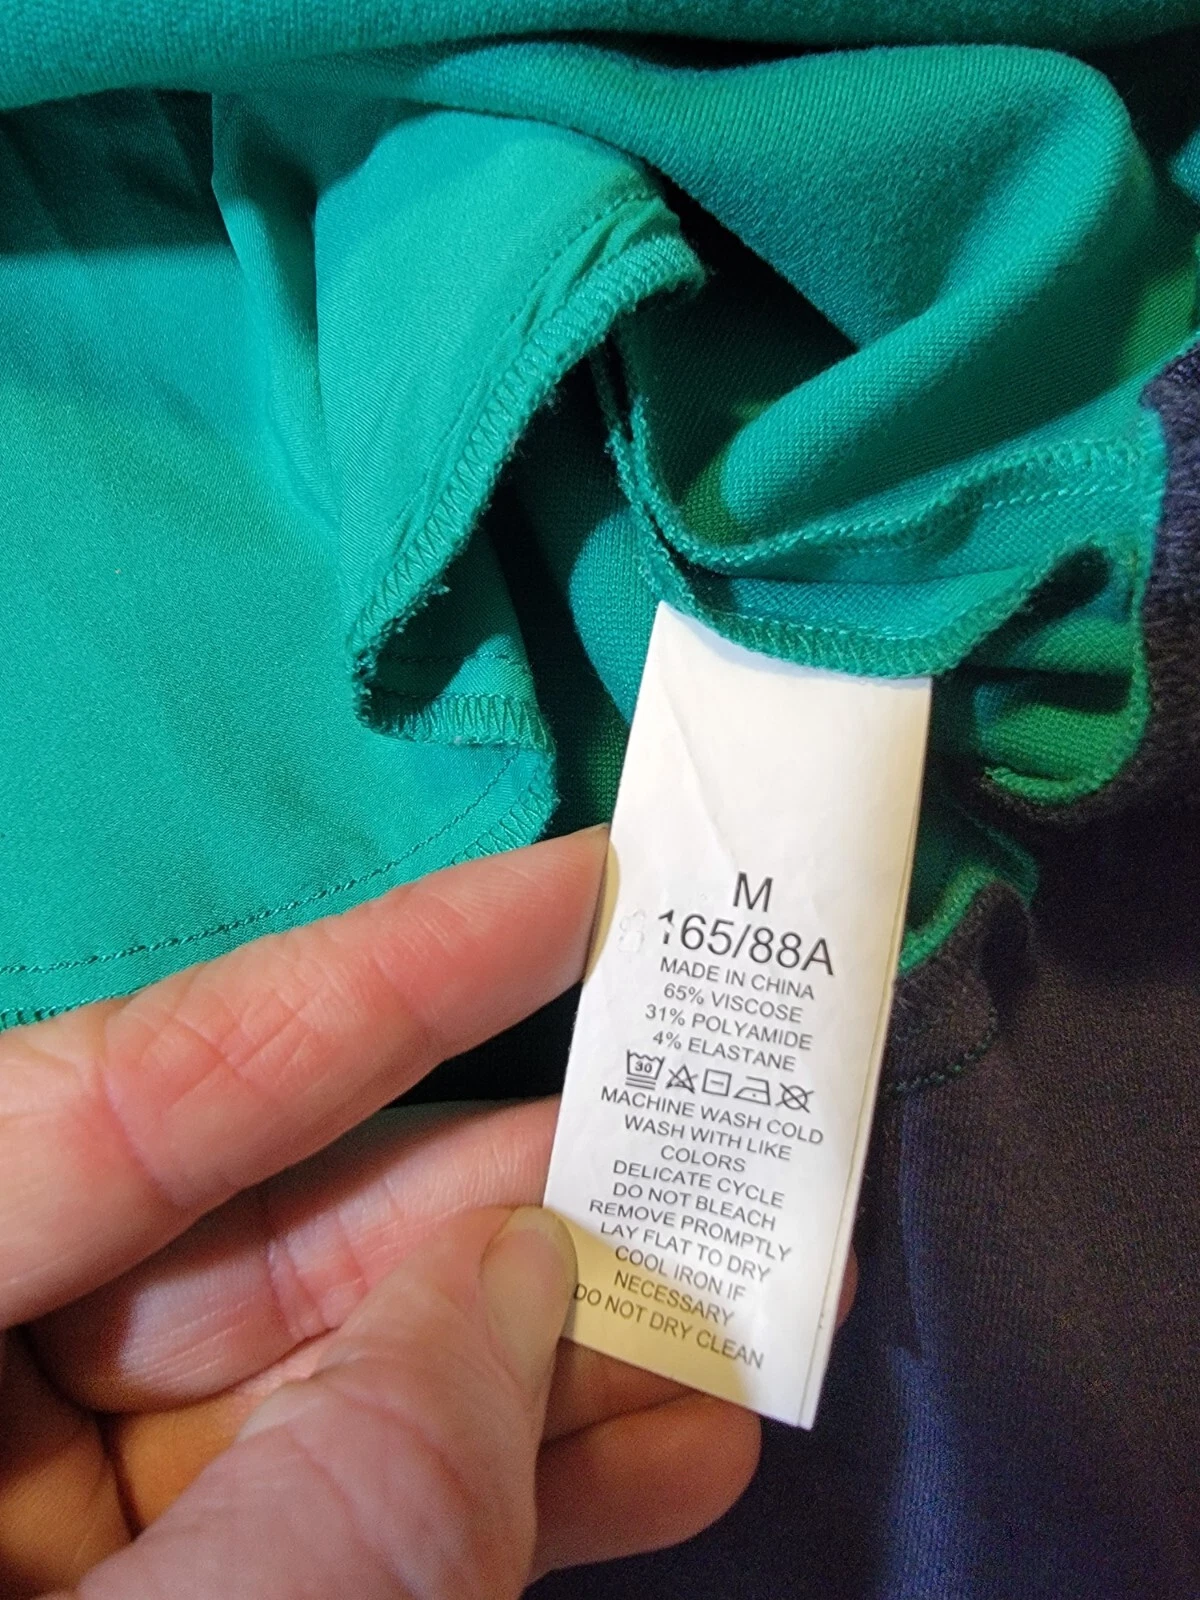 M
165/88A
MADE IN CHINA
65% VISCOSE
31% POLYAMIDE
4% ELASTANE
30
MACHINE WASH COLD
WASH WITH LIKE
COLORS
DELICATE CYCLE
DO NOT BLEACH
REMOVE PROMPTLY
LAY FLAT TO DRY
COOL IRON IF
NECESSARY
DO NOT DRY CLEAN